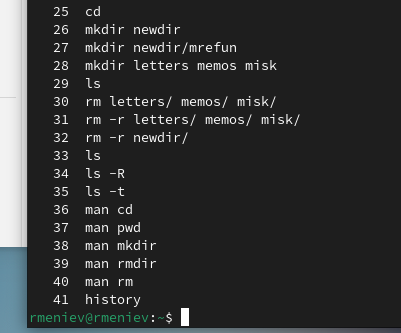 25 cd
26 mkdir newdir
27 mkdir newdir/mrefun
28 mkdir letters memos misk
29 ls
30 rm letters/ memos/ misk/
31 rm -r letters/ memos/ misk/
32 rm -r newdir/
33 ls
34 ls -R
35 ls -t
36 man cd
37 man pwd
38 man mkdir
39 man rmdir
40 man rm
41 history
rmeniev@rmeniev:~$